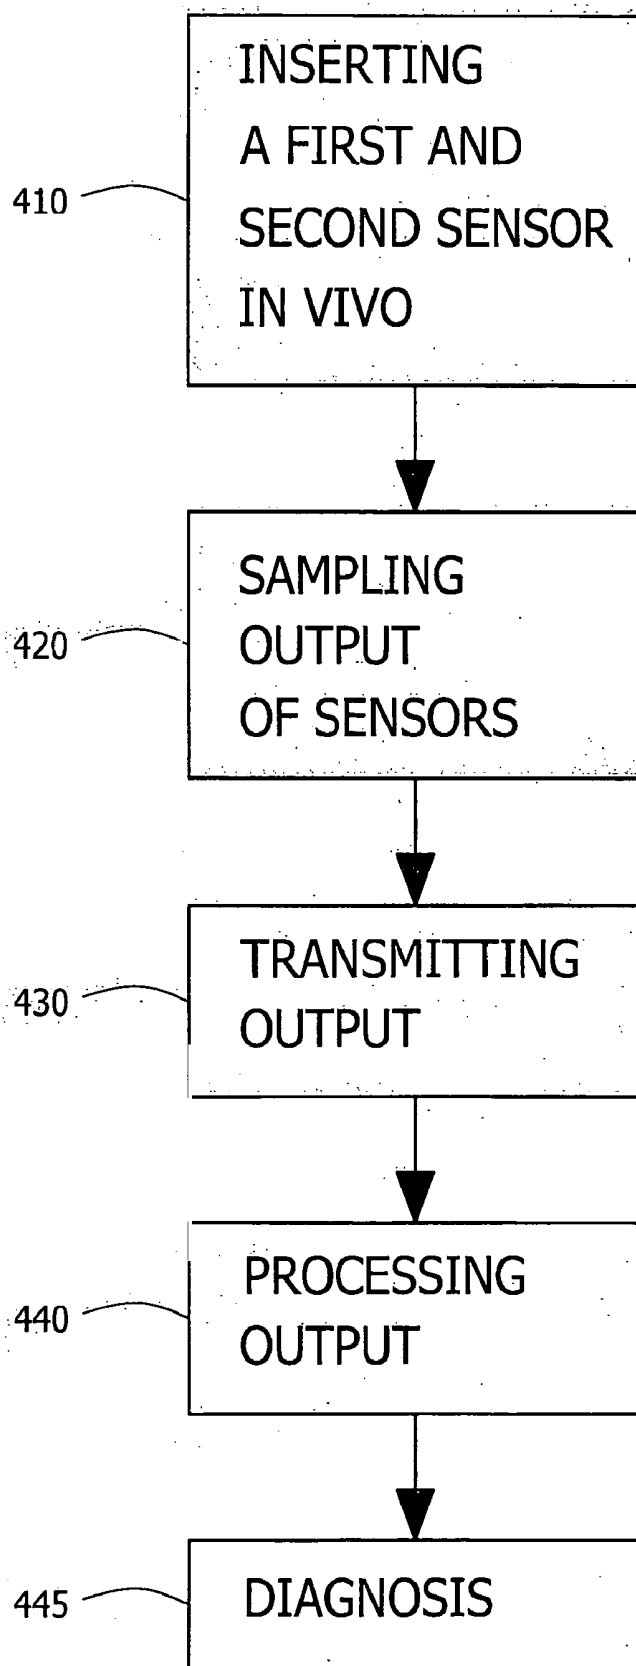 INSERTING
A FIRST AND
SECOND SENSOR
IN VIVO
410
SAMPLING
OUTPUT
OF SENSORS
420
TRANSMITTING
OUTPUT
430
PROCESSING
OUTPUT
440
DIAGNOSIS
445